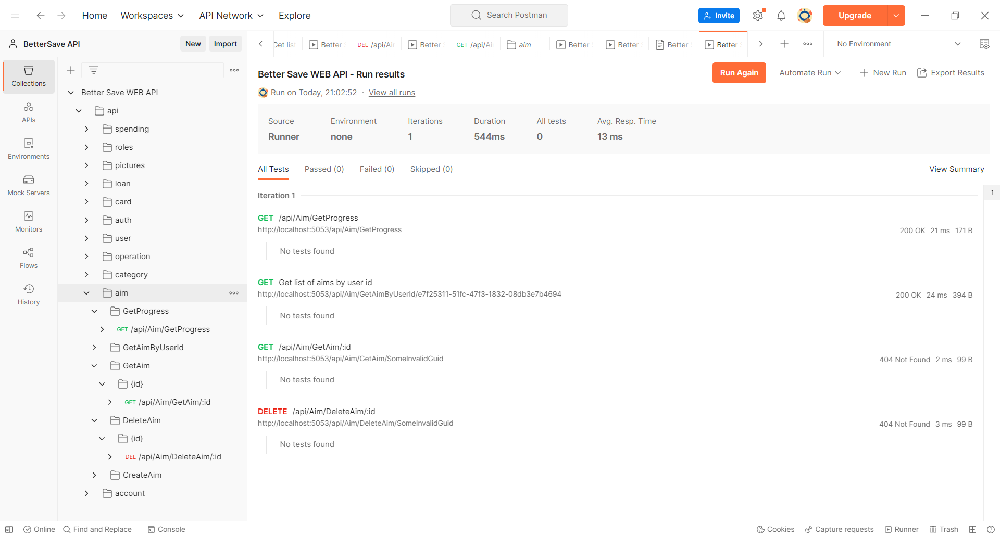 Home
Workspaces
API Network
Explore
Search Postman
Invite
Upgrade
BetterSave API
New
Import
Get list
Better
DEL /api/Ai
Better
GET /api/Ai
aim
Better
Better
Better
Better
No Environment
Collections
APIs
Environments
Mock Servers
Monitors
Flows
History
Better Save WEB API
api
spending
roles
pictures
loan
card
auth
user
operation
category
aim
GetProgress
GET /api/Aim/GetProgress
GetAimByUserId
GetAim
{id}
GET /api/Aim/GetAim/:id
DeleteAim
{id}
DEL /api/Aim/DeleteAim/:id
CreateAim
account
Better Save WEB API - Run results
Run Again
Automate Run
New Run
Export Results
Run on Today, 21:02:52 · View all runs
Source Environment Iterations Duration All tests Avg. Resp. Time
Runner none 1 544ms 0 13 ms
All Tests Passed (0) Failed (0) Skipped (0)
View Summary
Iteration 1
1
GET /api/Aim/GetProgress
http://localhost:5053/api/Aim/GetProgress
200 OK 21 ms 171 B
No tests found
GET Get list of aims by user id
http://localhost:5053/api/Aim/GetAimByUserId/e7f25311-51fc-47f3-1832-08db3e7b4694
200 OK 24 ms 394 B
No tests found
GET /api/Aim/GetAim/:id
http://localhost:5053/api/Aim/GetAim/SomeInvalidGuid
404 Not Found 2 ms 99 B
No tests found
DELETE /api/Aim/DeleteAim/:id
http://localhost:5053/api/Aim/DeleteAim/SomeInvalidGuid
404 Not Found 3 ms 99 B
No tests found
Online
Find and Replace
Console
Cookies
Capture requests
Runner
Trash